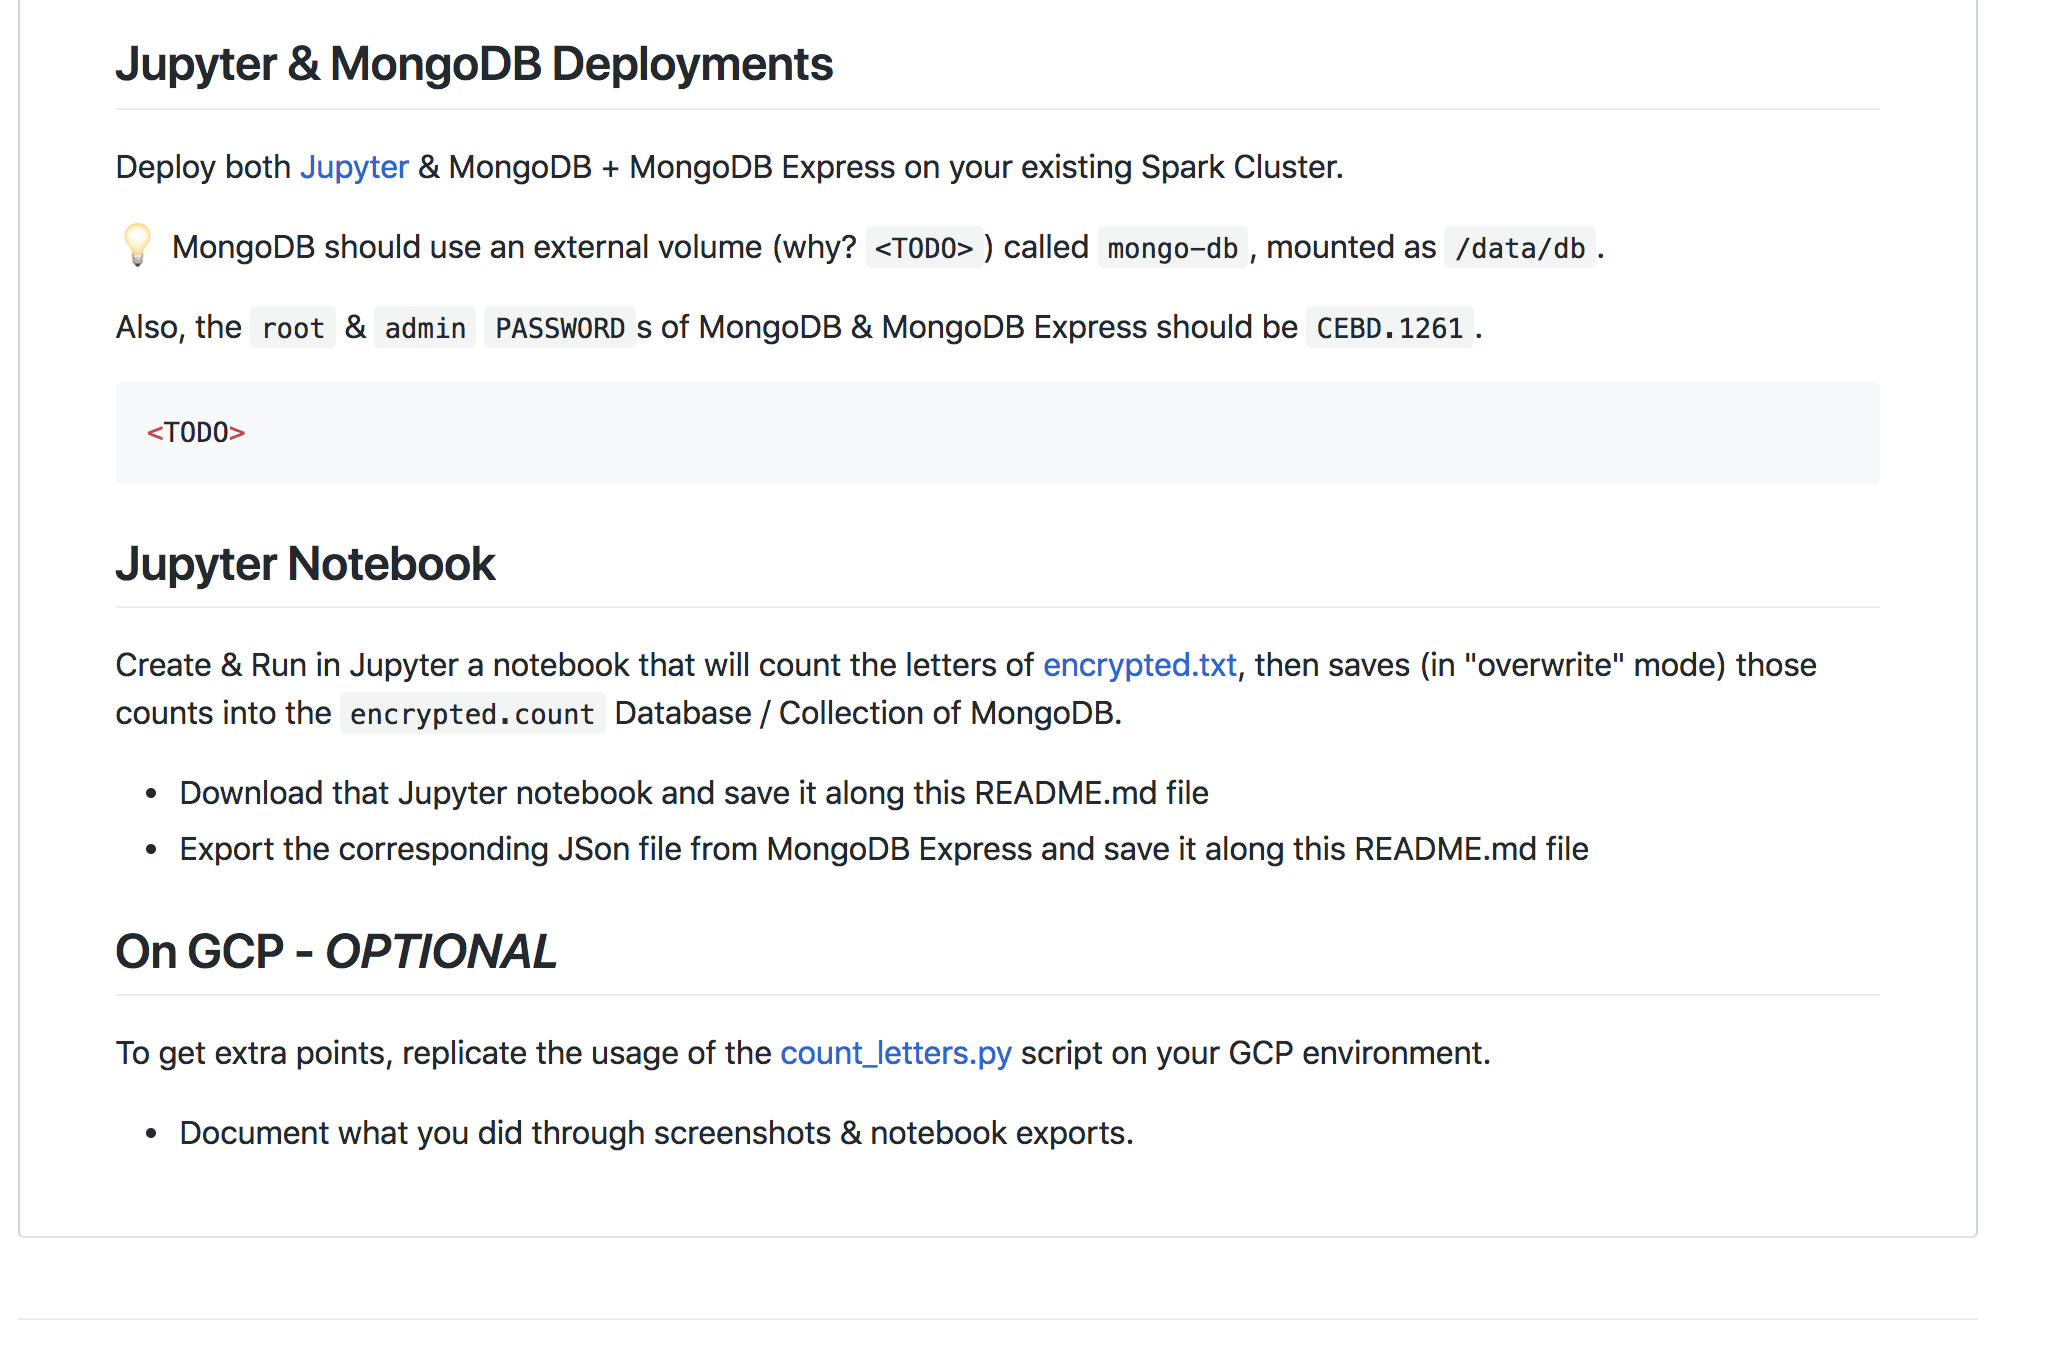 Jupyter & MongoDB Deployments
Deploy both Jupyter & MongoDB + MongoDB Express on your existing Spark Cluster.
MongoDB should use an external volume (why? <TODO>) called mongo-db, mounted as /data/db.
Also, the root & admin PASSWORDs of MongoDB & MongoDB Express should be CEBD.1261.
<TODO>
Jupyter Notebook
Create & Run in Jupyter a notebook that will count the letters of encrypted.txt, then saves (in "overwrite" mode) those
counts into the encrypted.count Database / Collection of MongoDB.
• Download that Jupyter notebook and save it along this README.md file
• Export the corresponding JSon file from MongoDB Express and save it along this README.md file
On GCP - OPTIONAL
To get extra points, replicate the usage of the count_letters.py script on your GCP environment.
• Document what you did through screenshots & notebook exports.